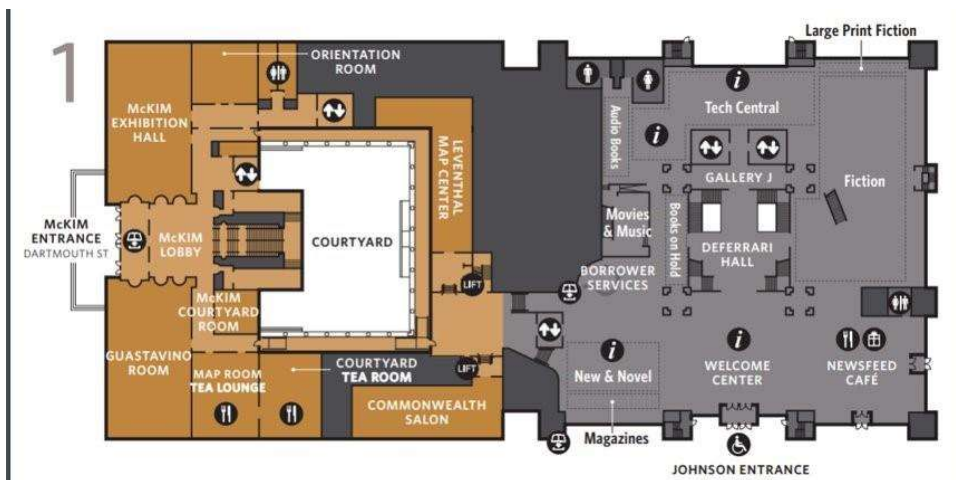 1
ORIENTATION
ROOM
McKIM
EXHIBITION
HALL
LEVENTHAL
MAP CENTER
McKIM
ENTRANCE
DARTMOUTH ST
McKIM
LOBBY
COURTYARD
McKIM
COURTYARD
ROOM
GUASTAVINO
ROOM
MAP ROOM
TEA LOUNGE
COURTYARD
TEA ROOM
COMMONWEALTH
SALON
LIFT
LIFT
Large Print Fiction
i
Tech Central
Audio Books
i
GALLERY J
Fiction
Movies
& Music
Books on Hold
DEFERRARI
HALL
BORROWER
SERVICES
i
New & Novel
i
WELCOME
CENTER
NEWSFEED
CAFÉ
Magazines
JOHNSON ENTRANCE